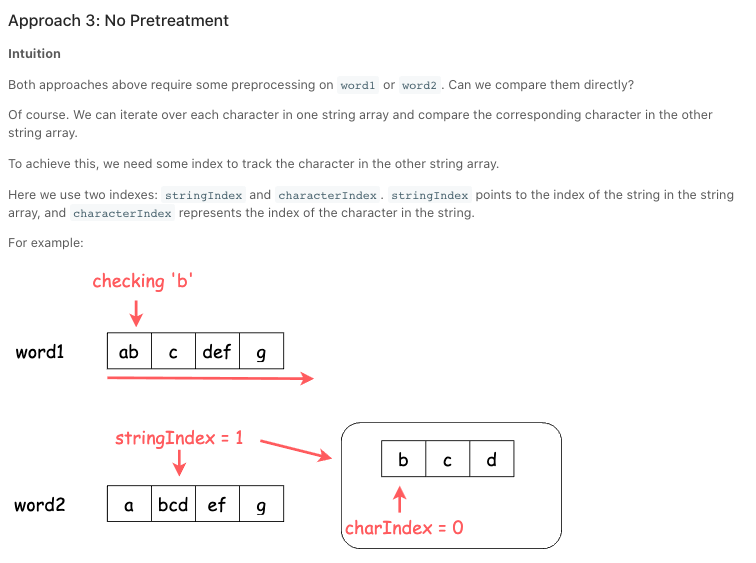 Approach 3: No Pretreatment
Intuition
Both approaches above require some preprocessing on word1 or word2 . Can we compare them directly?
Of course. We can iterate over each character in one string array and compare the corresponding character in the other
string array.
To achieve this, we need some index to track the character in the other string array.
Here we use two indexes: stringIndex and characterIndex . stringIndex points to the index of the string in the string
array, and characterIndex represents the index of the character in the string.
For example:
checking 'b'
word1 ab c def g
stringIndex = 1
b c d
word2 a bcd ef g
charIndex = 0